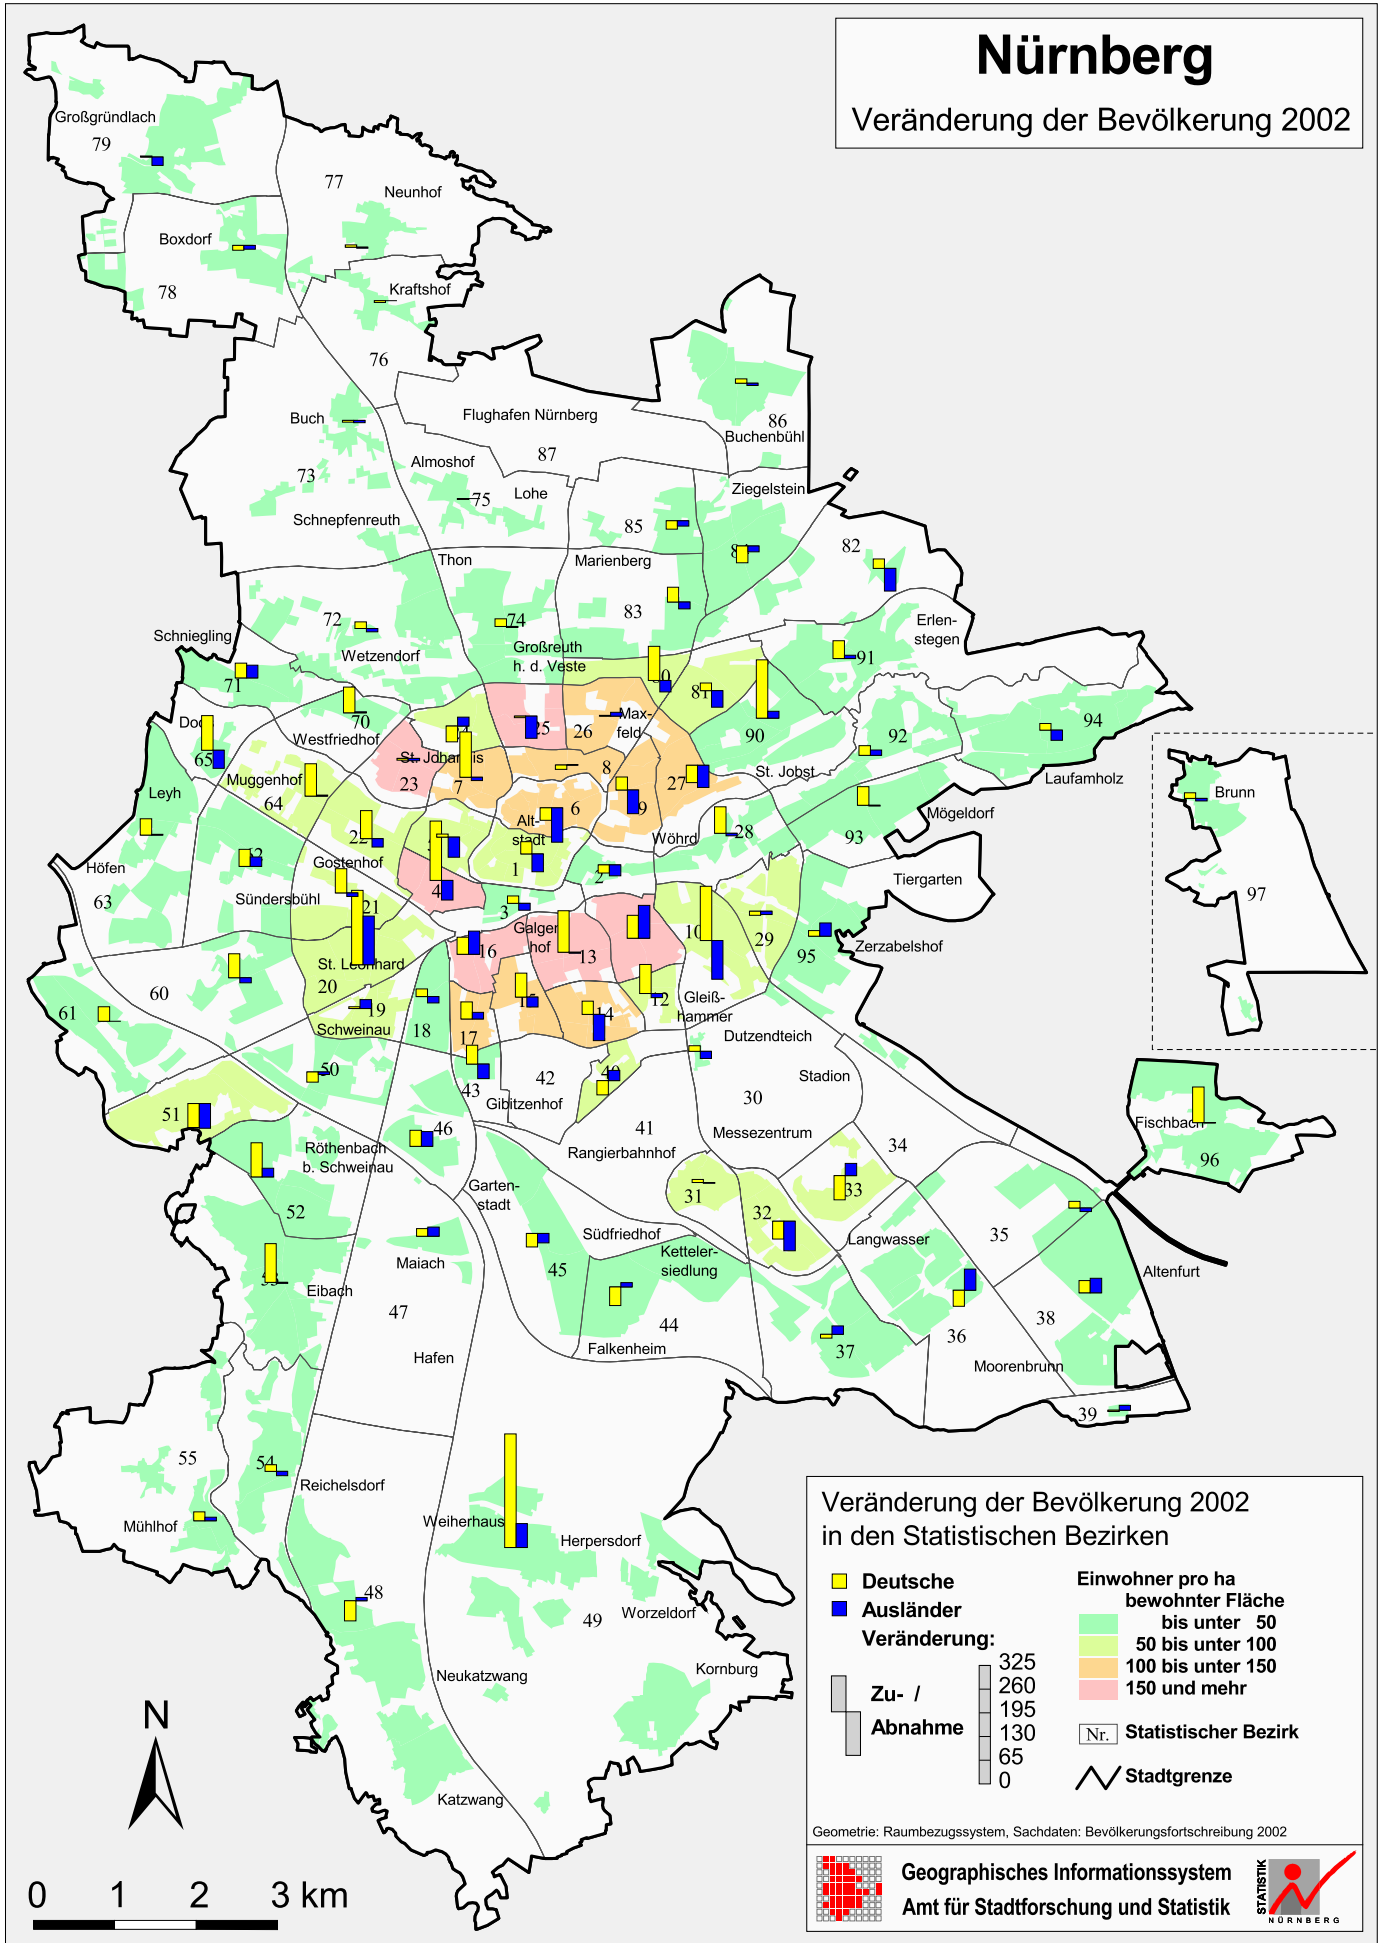 Nürnberg
Veränderung der Bevölkerung 2002
Großgründlach
79
77
Neunhof
Boxdorf
78
Kraftshof
76
Buch
Flughafen Nürnberg
86
Buchenbühl
87
Almoshof
73
75
Lohe
Ziegelstein
Schnepfenreuth
85
82
Thon
Marienberg
72
74
83
Erlen-
stegen
Schniegling
Wetzendorf
Großreuth
h. d. Veste
91
71
81
70
25
26
Max-
feld
90
92
94
Westfriedhof
St. Johannis
65
23
7
8
27
St. Jobst
Laufamholz
Muggenhof
64
Leyh
Brunn
6
9
Mögeldorf
Alt-
stadt
Wöhrd
28
93
22
1
Gostenhof
Höfen
2
Tiergarten
97
63
Sündersbühl
21
4
3
Galgen
hof
10
29
16
13
95
Zerzabelshof
St. Leonhard
60
20
12
Gleiß-
hammer
61
19
18
17
14
Schweinau
Dutzendteich
50
43
42
Stadion
Gibitzenhof
30
51
46
41
Messezentrum
Fischbach
Röthenbach
b. Schweinau
Rangierbahnhof
34
96
Garten-
stadt
31
33
52
32
Südfriedhof
35
Langwasser
Maiach
Ketteler-
siedlung
45
Altenfurt
Eibach
47
44
38
36
37
Hafen
Falkenheim
Moorenbrunn
39
55
54
Reichelsdorf
Mühlhof
Weiherhaus
Herpersdorf
48
49
Worzeldorf
Neukatzwang
Kornburg
Katzwang
N
0 1 2 3 km
Veränderung der Bevölkerung 2002
in den Statistischen Bezirken
Deutsche
Ausländer
Veränderung:
Zu- /
Abnahme
325
260
195
130
65
0
Einwohner pro ha
bewohnter Fläche
bis unter 50
50 bis unter 100
100 bis unter 150
150 und mehr
Nr. Statistischer Bezirk
Stadtgrenze
Geometrie: Raumbezugssystem, Sachdaten: Bevölkerungsfortschreibung 2002
Geographisches Informationssystem
Amt für Stadtforschung und Statistik
STATISTIK
NÜRNBERG